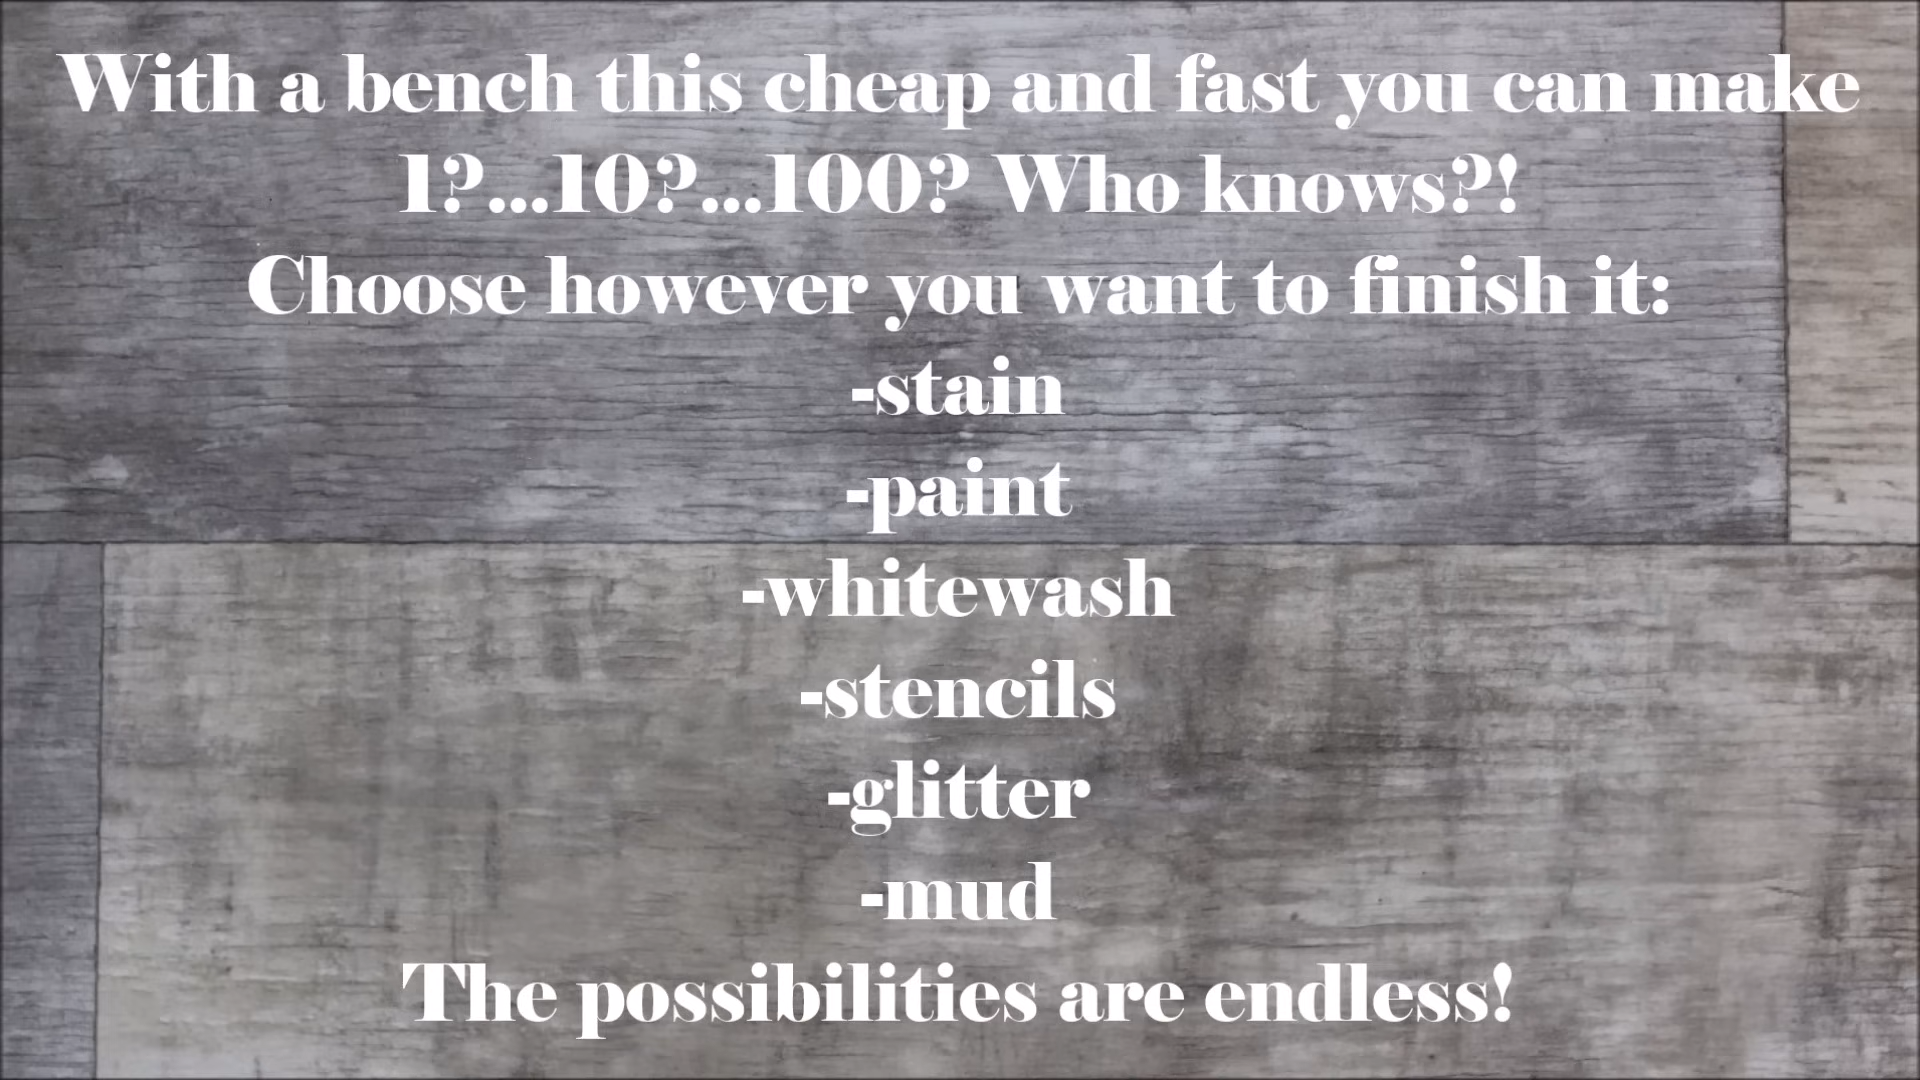 With a bench this cheap and fast you can make
1?...10?...100? Who knows?!
Choose however you want to finish it:
-stain
-paint
-whitewash
-stencils
-glitter
-mud
The possibilities are endless!